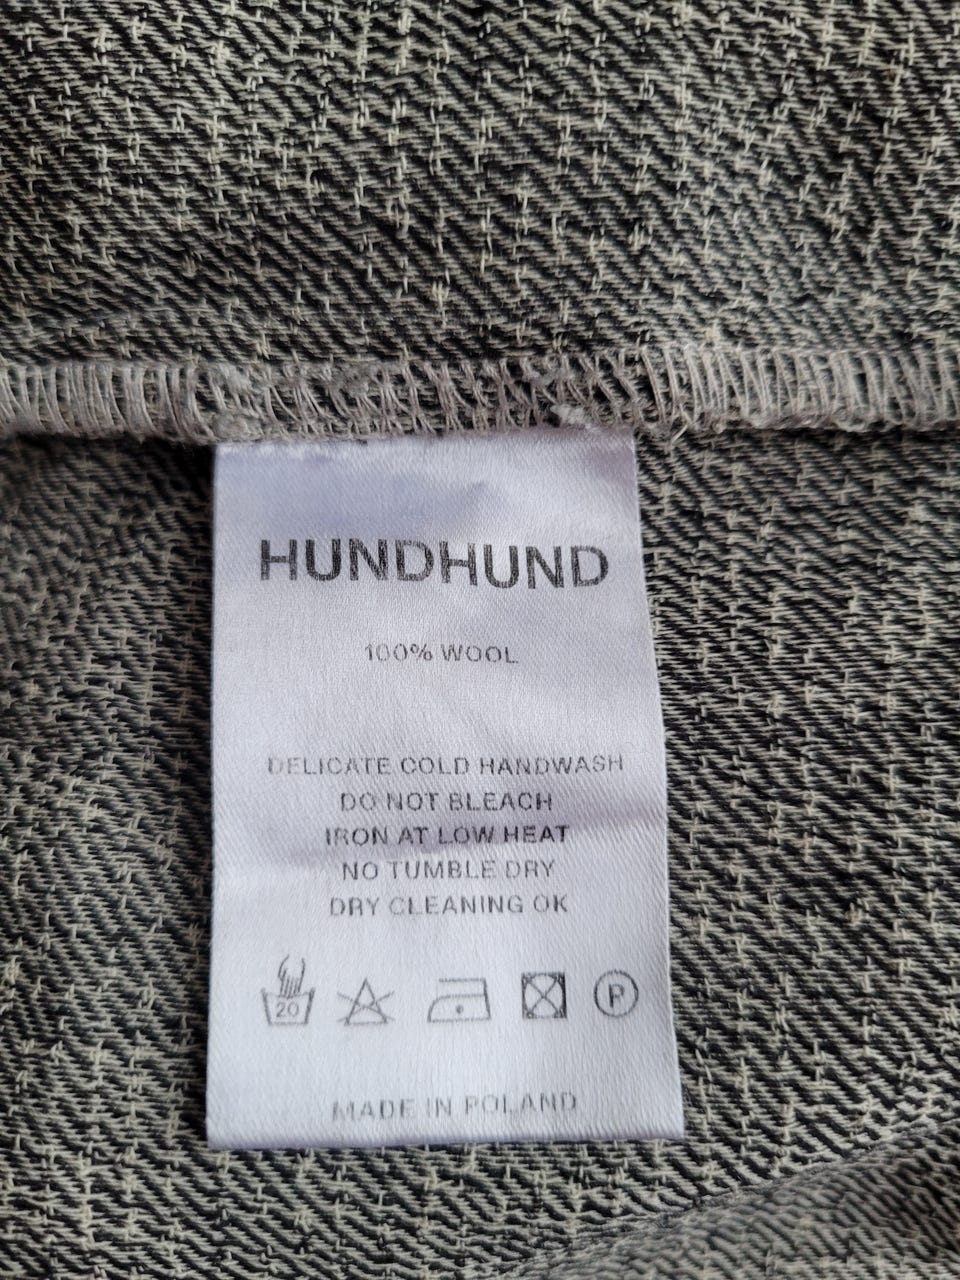 HUNDHUND
100% WOOL
DELICATE COLD HANDWASH
DO NOT BLEACH
IRON AT LOW HEAT
NO TUMBLE DRY
DRY CLEANING OK
20 P
MADE IN POLAND